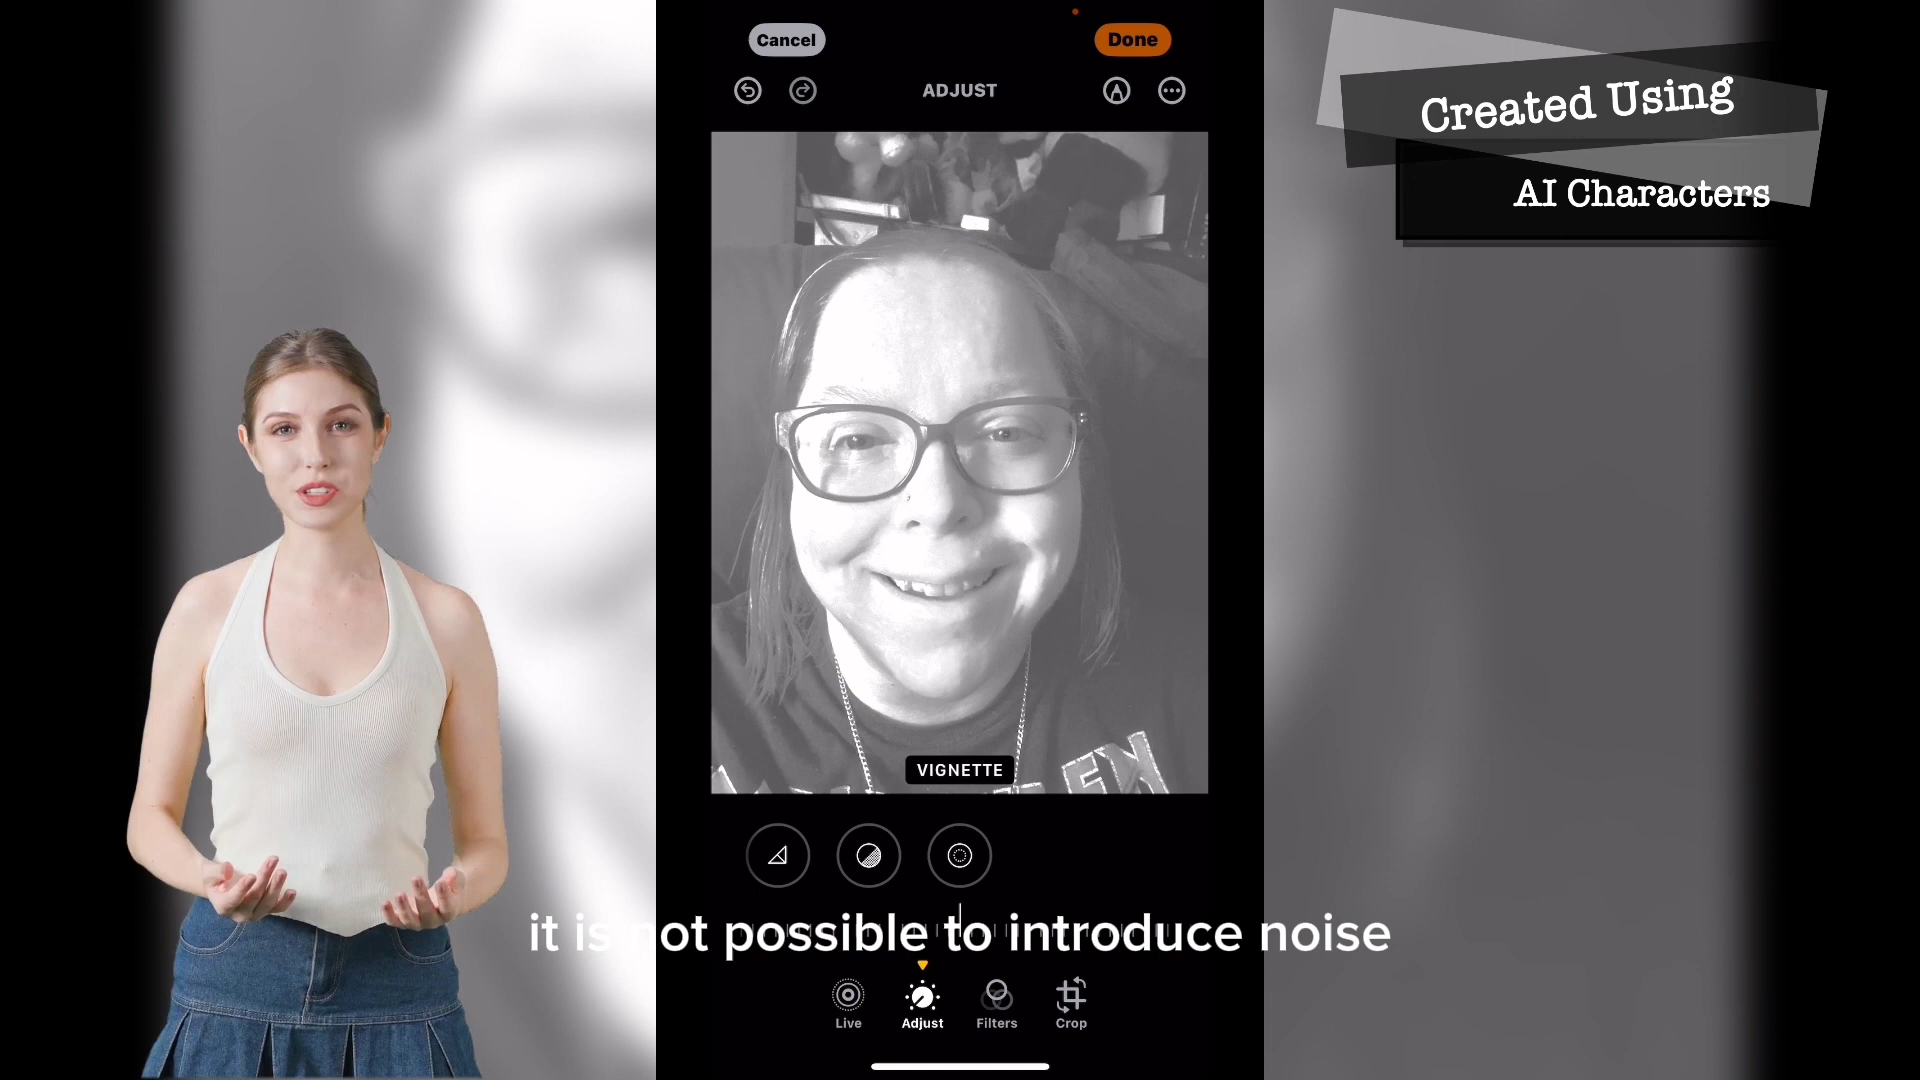 Cancel
Done
ADJUST
Created Using
AI Characters
VIGNETTE
it is not possible to introduce noise
Live
Adjust
Filters
Crop